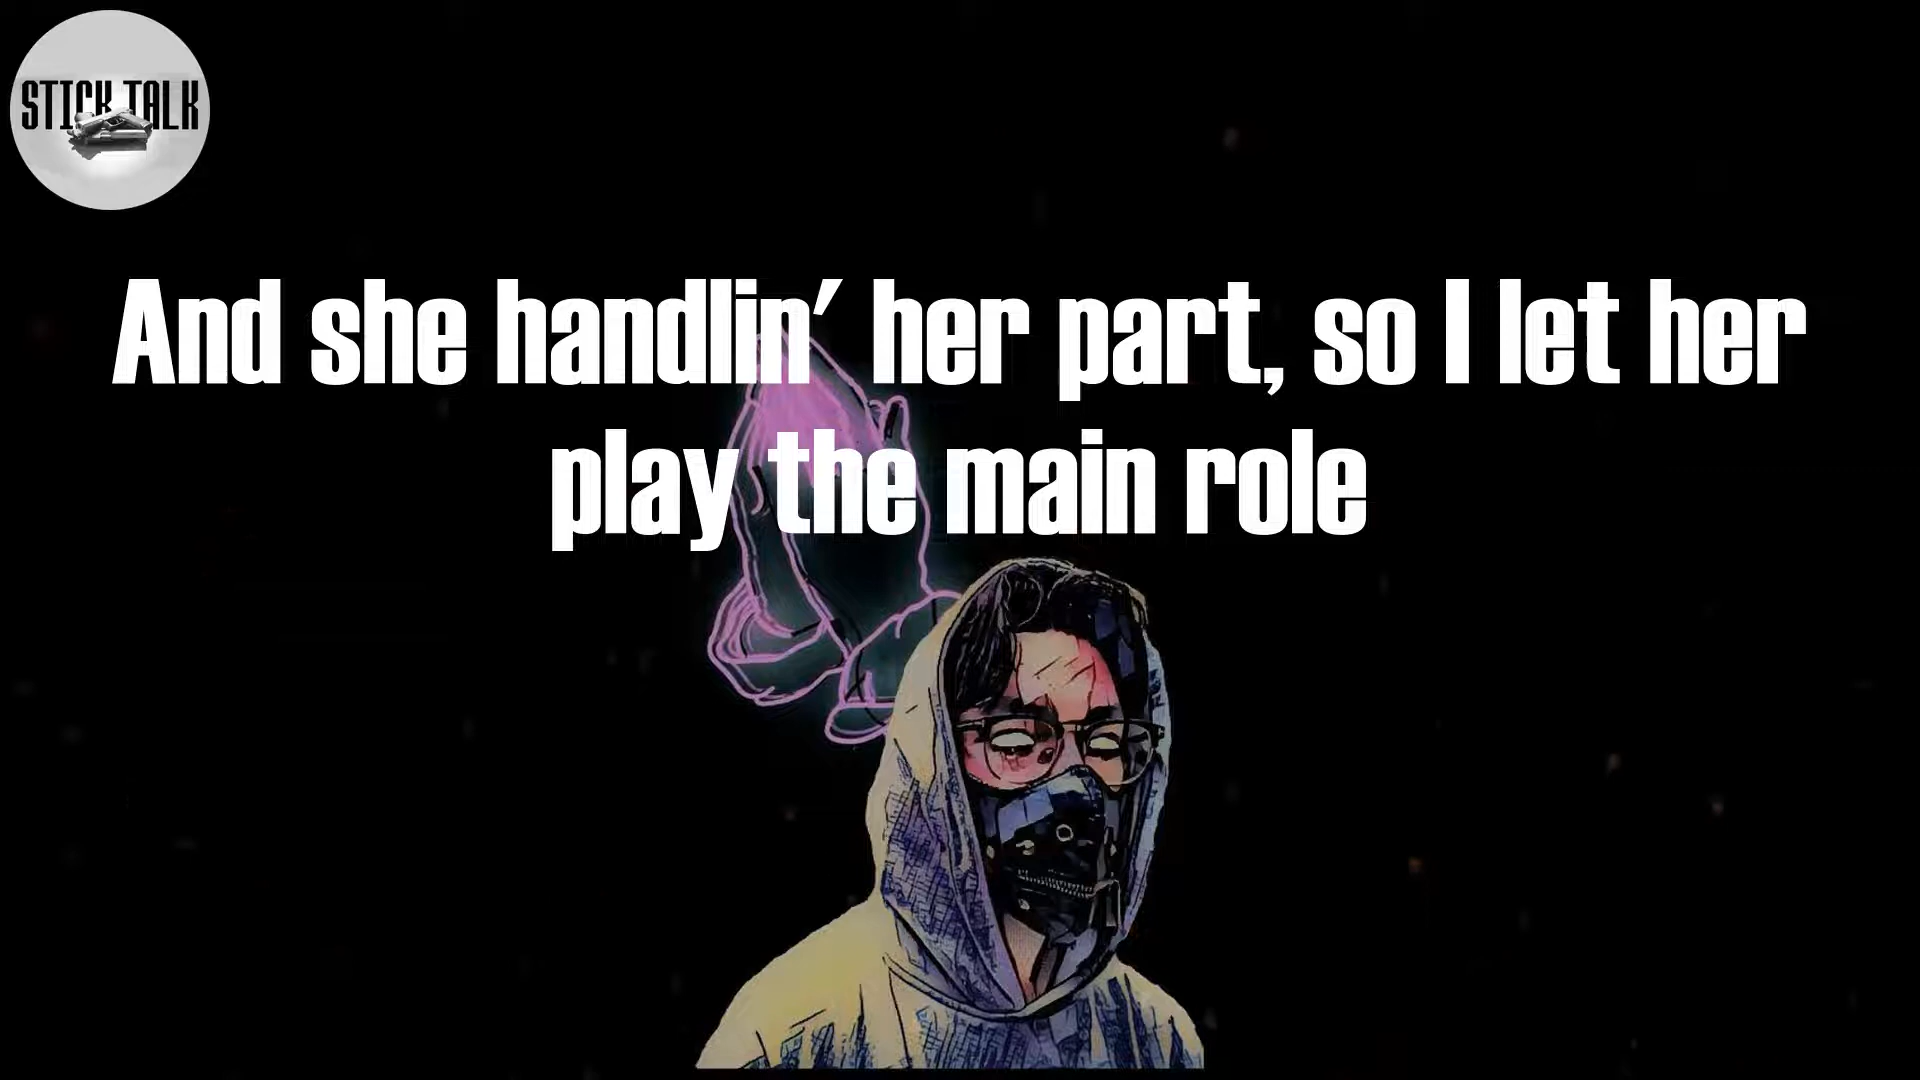 STICK TALK
And she handlin' her part, so I let her
play the main role